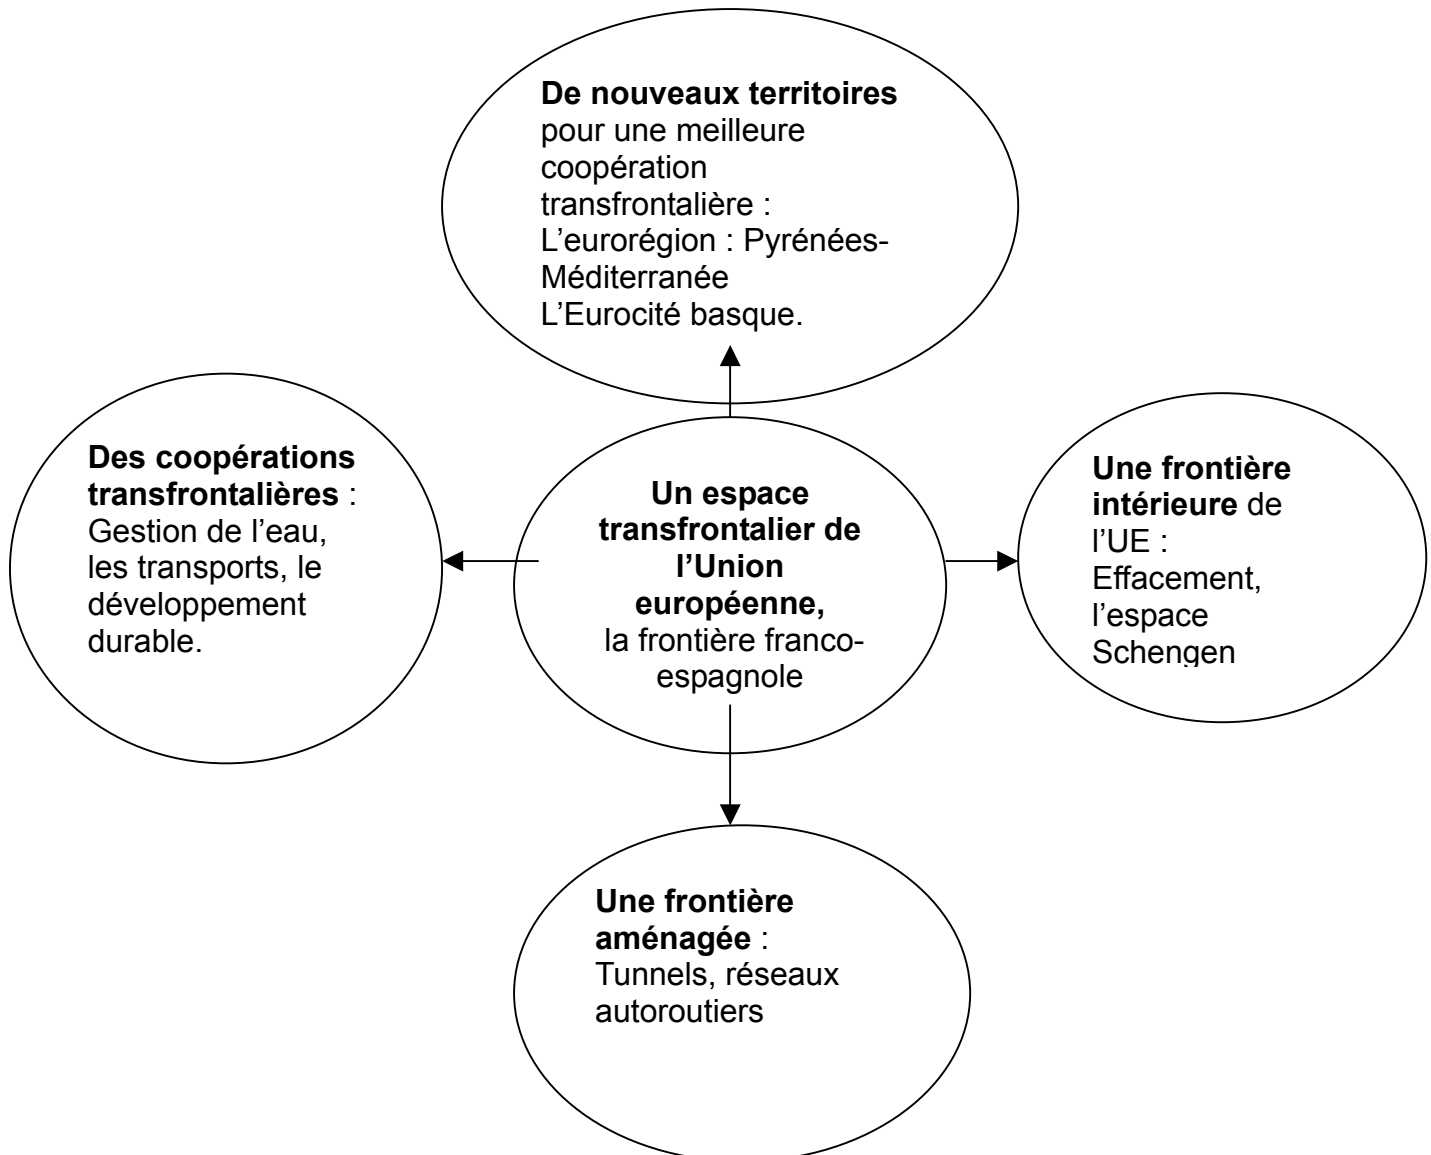 De nouveaux territoires
pour une meilleure
coopération
transfrontalière :
L’eurorégion : Pyrénées-
Méditerranée
L’Eurocité basque.
Des coopérations
transfrontalières :
Gestion de l’eau,
les transports, le
développement
durable.
Un espace
transfrontalier de
l’Union
européenne,
la frontière franco-
espagnole
Une frontière
intérieure de
l’UE :
Effacement,
l’espace
Schengen
Une frontière
aménagée :
Tunnels, réseaux
autoroutiers